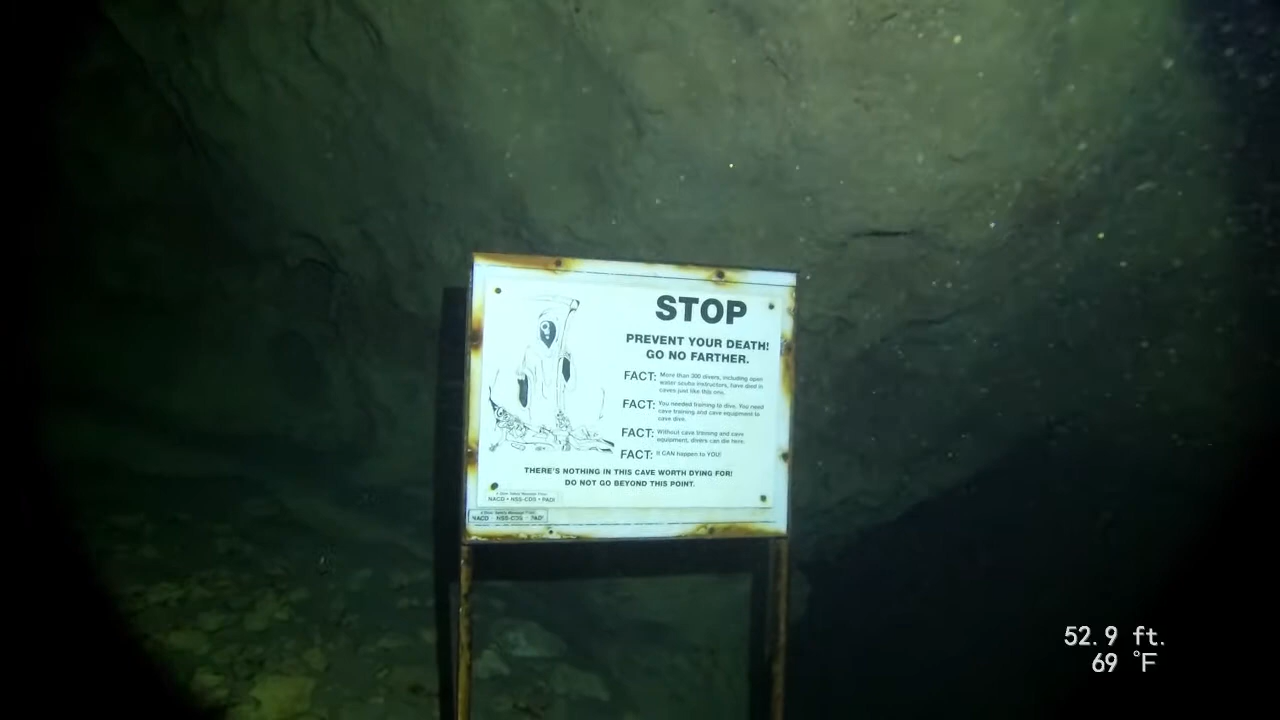 STOP
PREVENT YOUR DEATH!
GO NO FARTHER.
FACT: More than 300 divers, including open
water scuba instructors, have died in
caves just like this one.
FACT: You needed training to dive. You need
cave training and cave equipment to
cave dive.
FACT: Without cave training and cave
equipment, divers can die here.
FACT: It CAN happen to YOU!
THERE'S NOTHING IN THIS CAVE WORTH DYING FOR!
DO NOT GO BEYOND THIS POINT.
NACD • NSS-CDS • PADI
NACD • NSS-CDS • PADI
52.9 ft.
69 °F